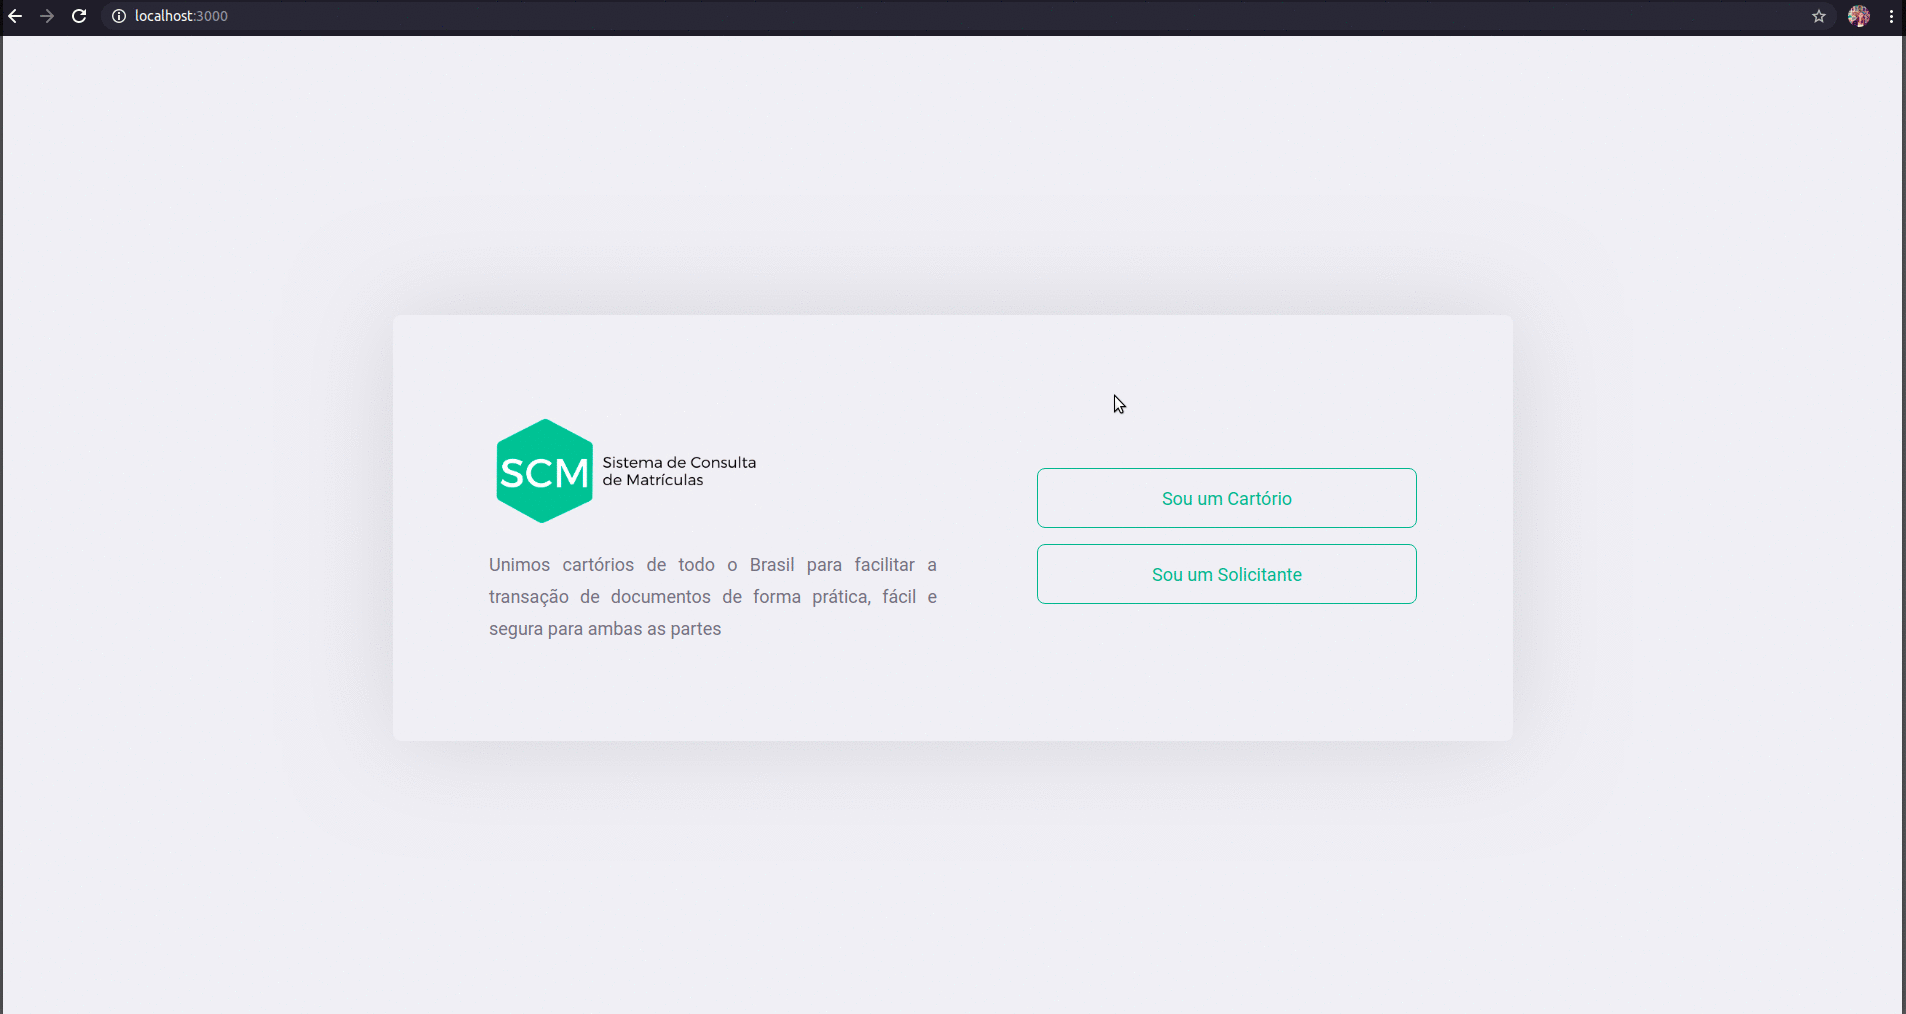 localhost:3000
SCM
Sistema de Consulta
de Matrículas
Unimos cartórios de todo o Brasil para facilitar a
transação de documentos de forma prática, fácil e
segura para ambas as partes
Sou um Cartório
Sou um Solicitante